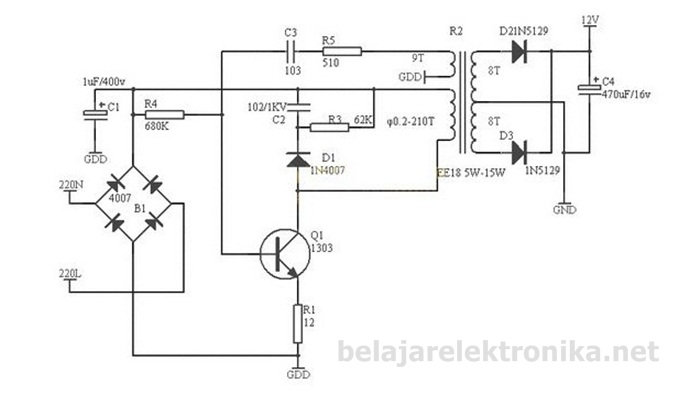 C3
103
R5
510
R2
D21N5129
12V
9T
GDD
8T
C4
470uF/16v
1uF/400v
C1
R4
680K
102/1KV
C2
R3
62K
φ0.2-210T
8T
D3
1N5129
D1
1N4007
EE18 5W-15W
GDD
220N
4007
B1
GND
Q1
1303
220L
R1
12
GDD
belajarelektronika.net